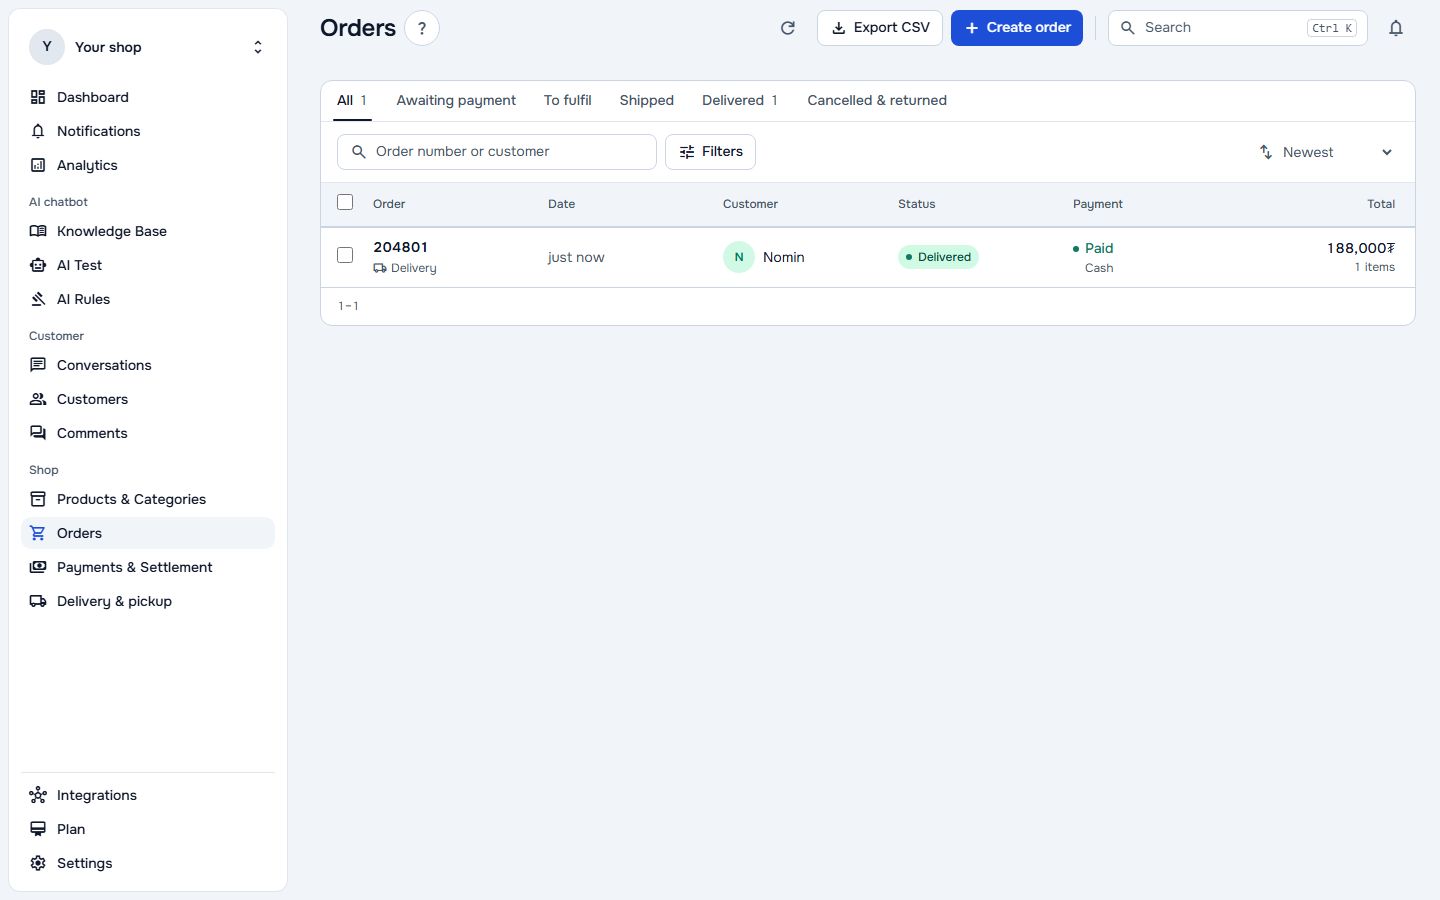 Y Your shop
Dashboard
Notifications
Analytics
AI chatbot
Knowledge Base
AI Test
AI Rules
Customer
Conversations
Customers
Comments
Shop
Products & Categories
Orders
Payments & Settlement
Delivery & pickup
Integrations
Plan
Settings
Orders ? Export CSV + Create order Search Ctrl K
All 1 Awaiting payment To fulfil Shipped Delivered 1 Cancelled & returned
Order number or customer Filters Newest
Order Date Customer Status Payment Total
204801 just now N Nomin Delivered Paid 188,000₮
Delivery Cash 1 items
1–1